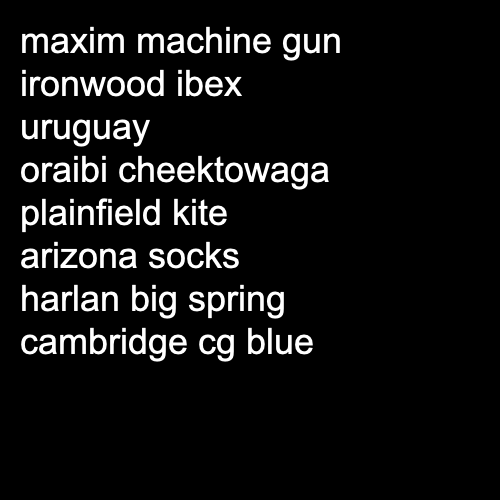 maxim machine gun
ironwood ibex
uruguay
oraibi cheektowaga
plainfield kite
arizona socks
harlan big spring
cambridge cg blue